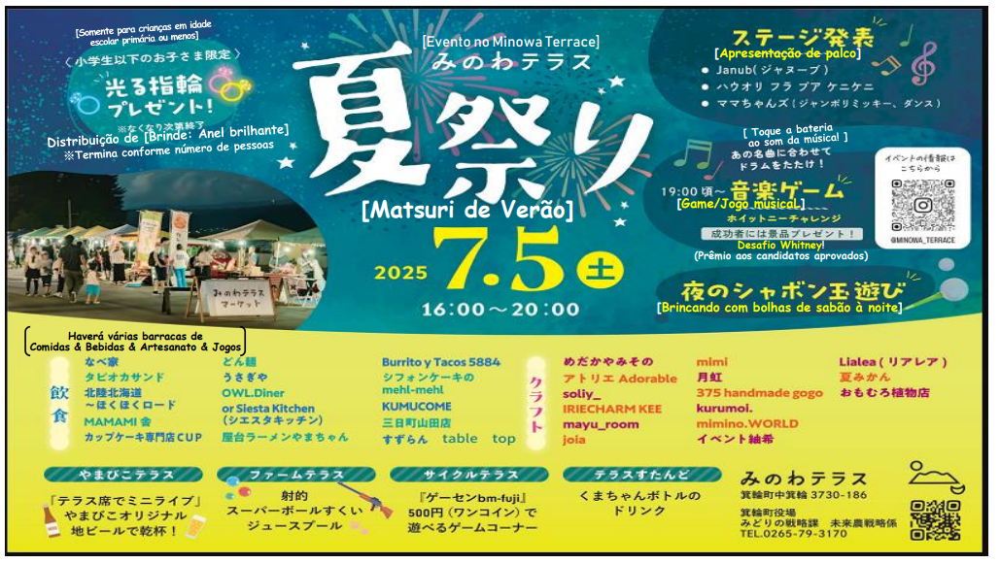 [Somente para crianças em idade
escolar primária ou menos]
〈小学生以下のお子さま限定〉
光る指輪
プレゼント!
※なくなり次第終了
Distribuição de [Brinde: Anel brilhante]
※Termina conforme número de pessoas
[Evento no Minowa Terrace]
みのわテラス
夏祭り
[Matsuri de Verão]
2025 7.5 土
16:00～20:00
ステージ発表
[Apresentação de palco]
● Janub(ジャヌーブ)
● ハウオリ フラ プア ケニケニ
● ママちゃんズ(ジャンボリミッキー、ダンス)
[ Toque a bateria
ao som da música! ]
あの名曲に合わせて
ドラムをたたけ!
19:00 頃～ 音楽ゲーム
[Game/Jogo musical]
ホイットニーチャレンジ
成功者には景品プレゼント!
Desafio Whitney!
(Prêmio aos candidatos aprovados)
イベントの情報は
こちらから
@MINOWA_TERRACE
夜のシャボン玉遊び
[Brincando com bolhas de sabão à noite]
みのわテラス
マーケット
Haverá várias barracas de
Comidas & Bebidas & Artesanato & Jogos
飲食
なべ家
タピオカサンド
北陸北海道
～ほくほくロード
MAMAMI 舎
カップケーキ専門店 CUP
どん麺
うさぎや
OWL.Diner
or Siesta Kitchen
(シエスタキッチン)
屋台ラーメンやまちゃん
Burrito y Tacos 5884
シフォンケーキの
mehl-mehl
KUMUCOME
三日町山田店
すずらん table top
クラフト
めだかやみその
アトリエ Adorable
soliy_
IRIECHARM KEE
mayu_room
joia
mimi
月虹
375 handmade gogo
kurumoi.
mimino.WORLD
イベント紬希
Lialea ( リアレア )
夏みかん
おもむろ植物店
やまびこテラス
「テラス席でミニライブ」
やまびこオリジナル
地ビールで乾杯!
ファームテラス
射的
スーパーボールすくい
ジュースプール
サイクルテラス
『ゲーセンbm-fuji』
500円(ワンコイン)で
遊べるゲームコーナー
テラスすたんど
くまちゃんボトルの
ドリンク
みのわテラス
箕輪町中箕輪 3730-186
箕輪町役場
みどりの戦略課 未来農戦略係
TEL.0265-79-3170